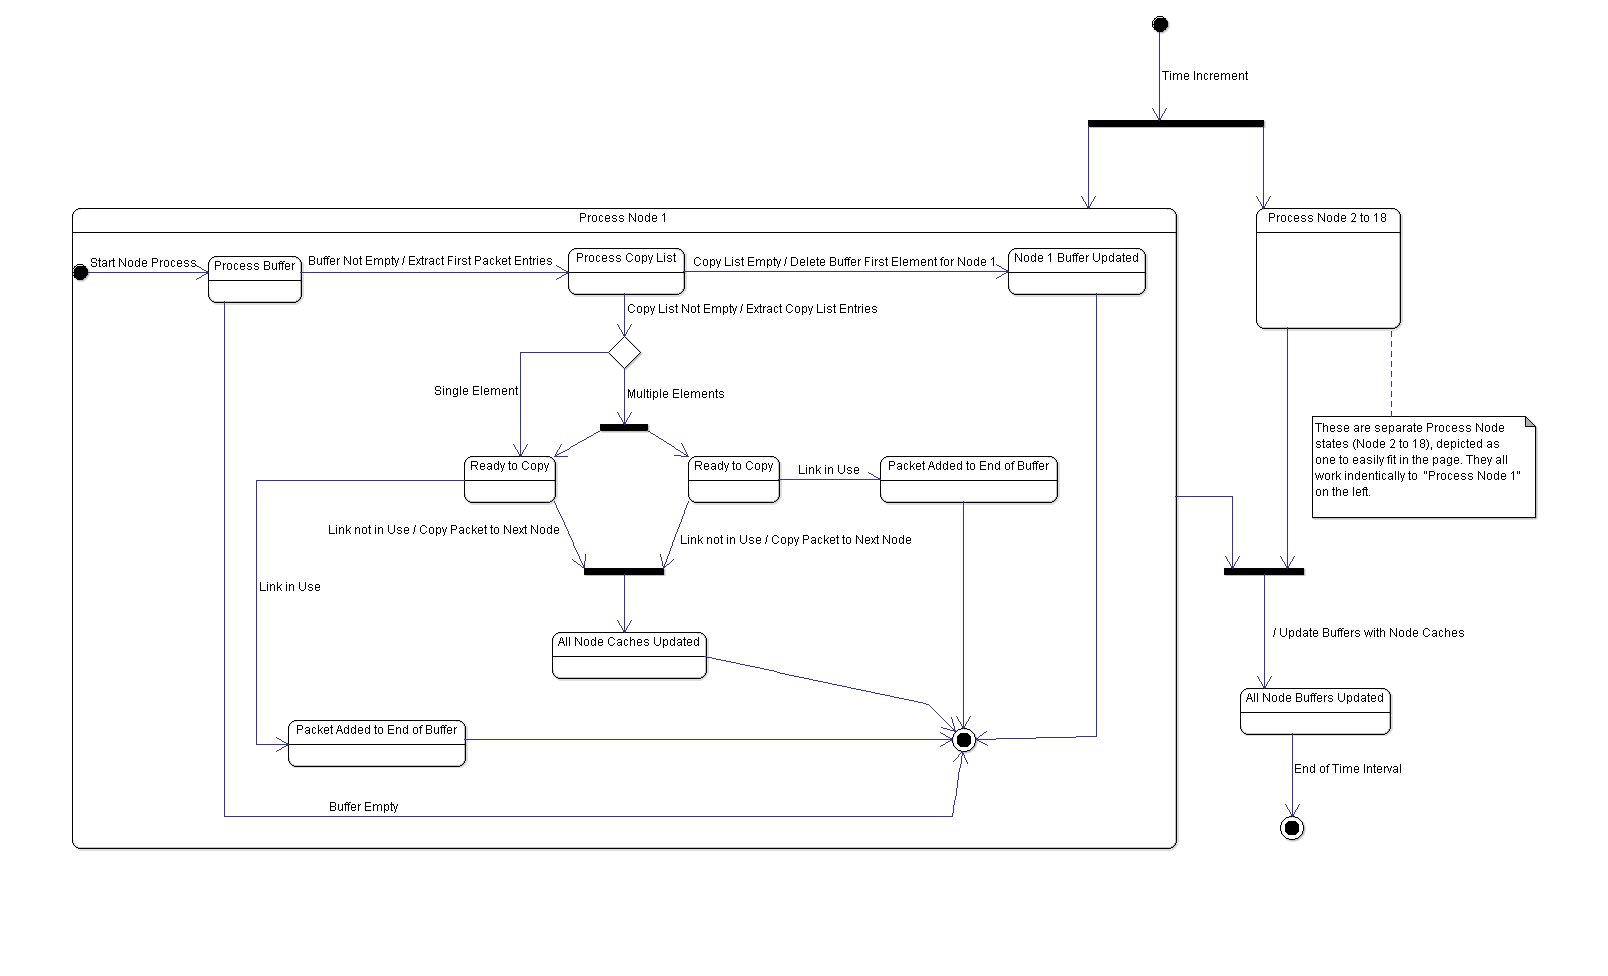 Time Increment
Process Node 1
Process Node 2 to 18
Start Node Process
Process Buffer
Buffer Not Empty / Extract First Packet Entries
Process Copy List
Copy List Empty / Delete Buffer First Element for Node 1
Node 1 Buffer Updated
Copy List Not Empty / Extract Copy List Entries
Single Element
Multiple Elements
Ready to Copy
Ready to Copy
Link in Use
Packet Added to End of Buffer
These are separate Process Node
states (Node 2 to 18), depicted as
one to easily fit in the page. They all
work indentically to "Process Node 1"
on the left.
Link not in Use / Copy Packet to Next Node
Link not in Use / Copy Packet to Next Node
Link in Use
All Node Caches Updated
/ Update Buffers with Node Caches
All Node Buffers Updated
Packet Added to End of Buffer
End of Time Interval
Buffer Empty